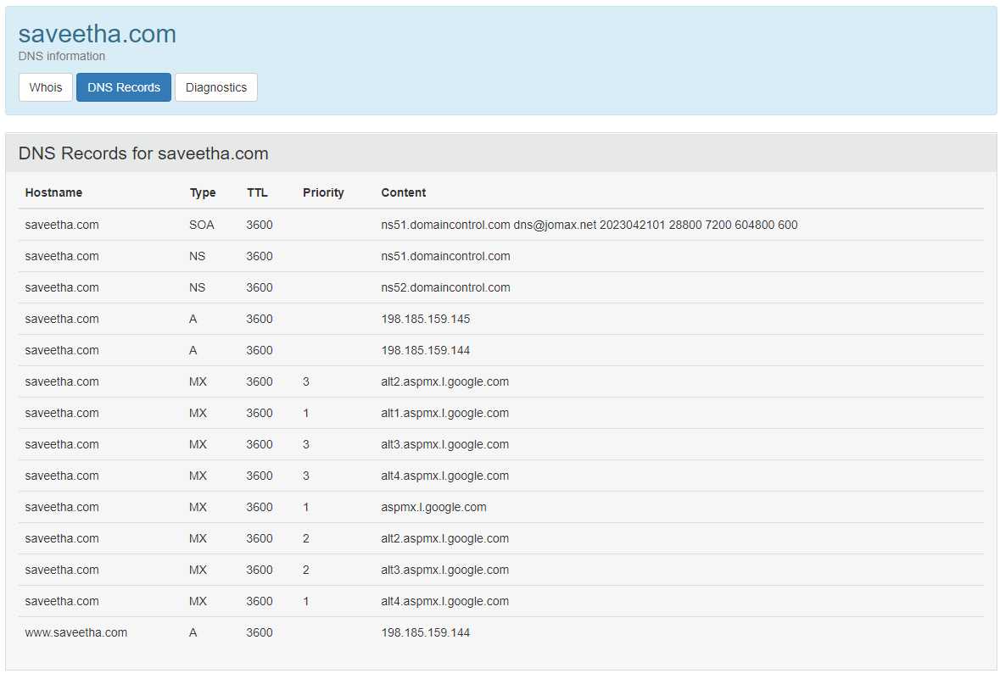 saveetha.com
DNS information
Whois DNS Records Diagnostics
DNS Records for saveetha.com
Hostname Type TTL Priority Content
saveetha.com SOA 3600 ns51.domaincontrol.com dns@jomax.net 2023042101 28800 7200 604800 600
saveetha.com NS 3600 ns51.domaincontrol.com
saveetha.com NS 3600 ns52.domaincontrol.com
saveetha.com A 3600 198.185.159.145
saveetha.com A 3600 198.185.159.144
saveetha.com MX 3600 3 alt2.aspmx.l.google.com
saveetha.com MX 3600 1 alt1.aspmx.l.google.com
saveetha.com MX 3600 3 alt3.aspmx.l.google.com
saveetha.com MX 3600 3 alt4.aspmx.l.google.com
saveetha.com MX 3600 1 aspmx.l.google.com
saveetha.com MX 3600 2 alt2.aspmx.l.google.com
saveetha.com MX 3600 2 alt3.aspmx.l.google.com
saveetha.com MX 3600 1 alt4.aspmx.l.google.com
www.saveetha.com A 3600 198.185.159.144